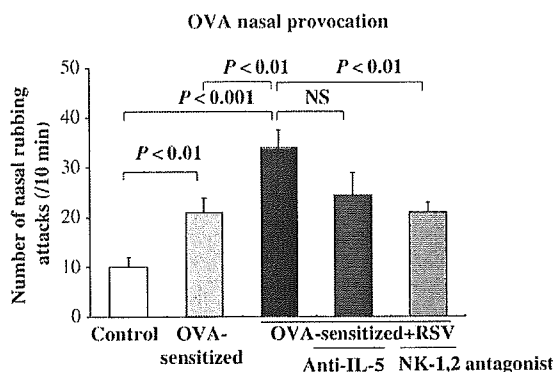 OVA nasal provocation
Number of nasal rubbing
attacks (/10 min)
50
40
30
20
10
0
P < 0.01
P < 0.01
P < 0.001
NS
P < 0.01
Control
OVA-
sensitized
OVA-sensitized+RSV
Anti-IL-5
NK-1,2 antagonist